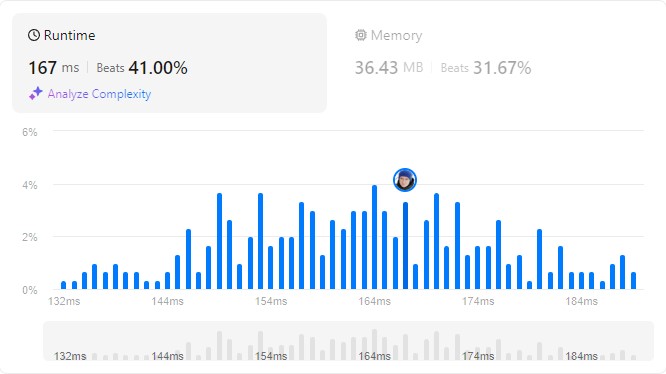 Runtime
Memory
167 ms | Beats 41.00%
36.43 MB | Beats 31.67%
Analyze Complexity
6%
4%
2%
0%
132ms 144ms 154ms 164ms 174ms 184ms
132ms 144ms 154ms 164ms 174ms 184ms